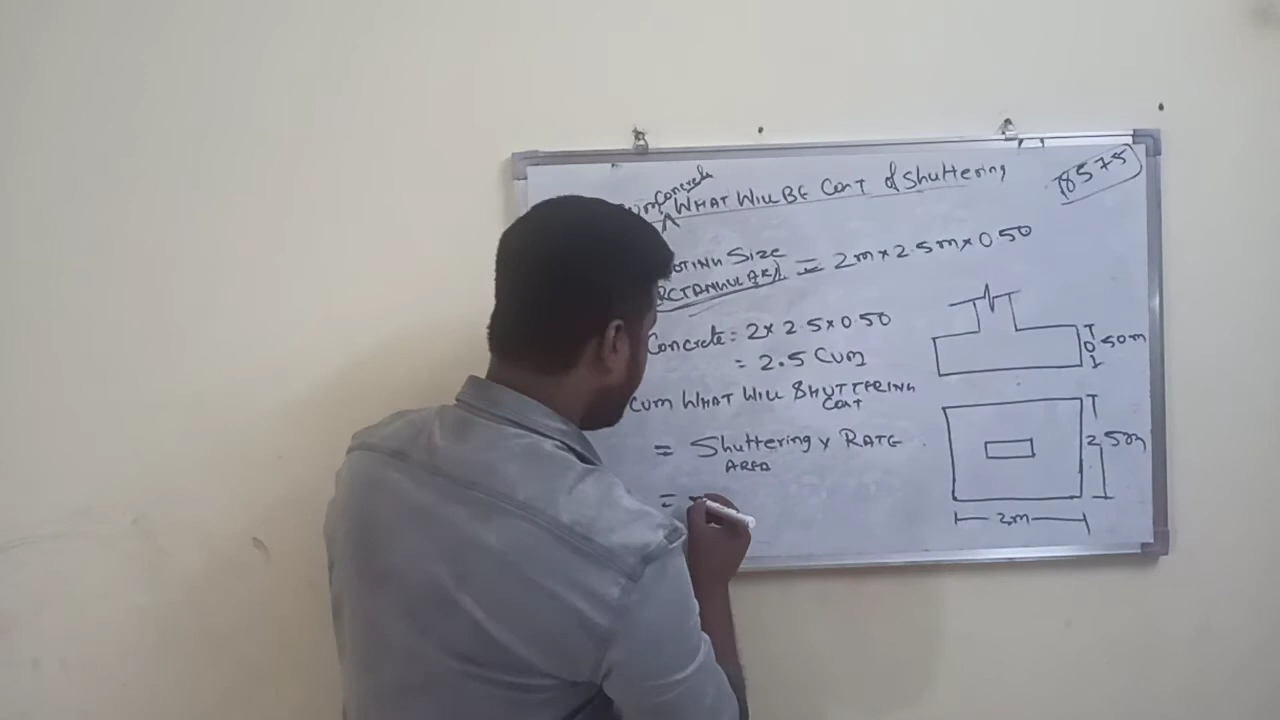 Concrete
WHAT WILL BE COST of Shuttering
8575
Size = 2m x 2.5m x 0.50
Concrete = 2 x 2.5 x 0.50
= 2.5 Cum
CUM WHAT WILL SHUTTERING
COST
= Shuttering x RATE
AREA
=
0.50m
2.5m
2m